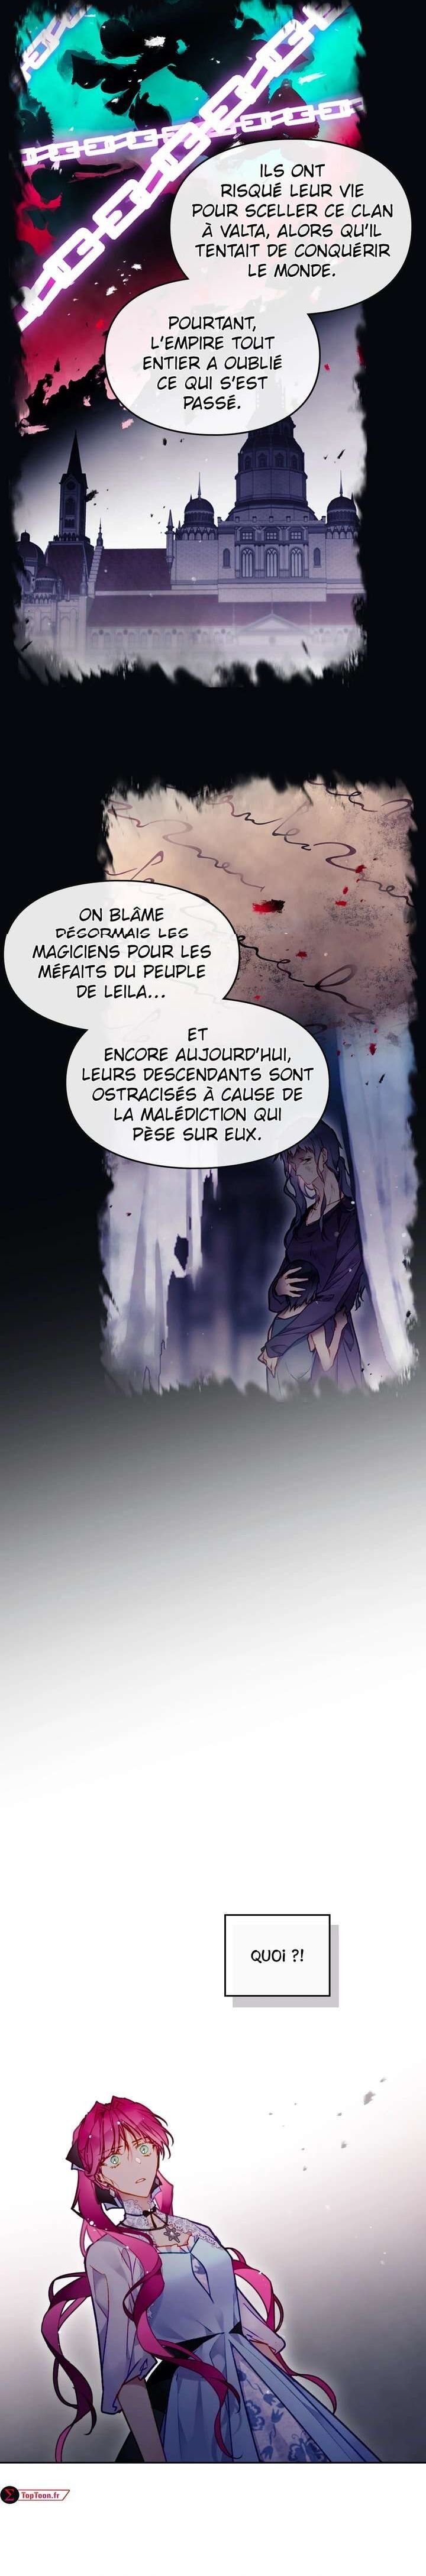 ILS ONT
RISQUÉ LEUR VIE
POUR SCELLER CE CLAN
À VALTA, ALORS QU'IL
TENTAIT DE CONQUÉRIR
LE MONDE.
POURTANT,
L'EMPIRE TOUT
ENTIER A OUBLIÉ
CE QUI S'EST
PASSÉ.
ON BLÂME
DÉSORMAIS LES
MAGICIENS POUR LES
MÉFAITS DU PEUPLE
DE LEILA...
ET
ENCORE AUJOURD'HUI,
LEURS DESCENDANTS SONT
OSTRACISÉS À CAUSE DE
LA MALÉDICTION QUI
PÈSE SUR EUX.
QUOI ?!
TopToon.fr